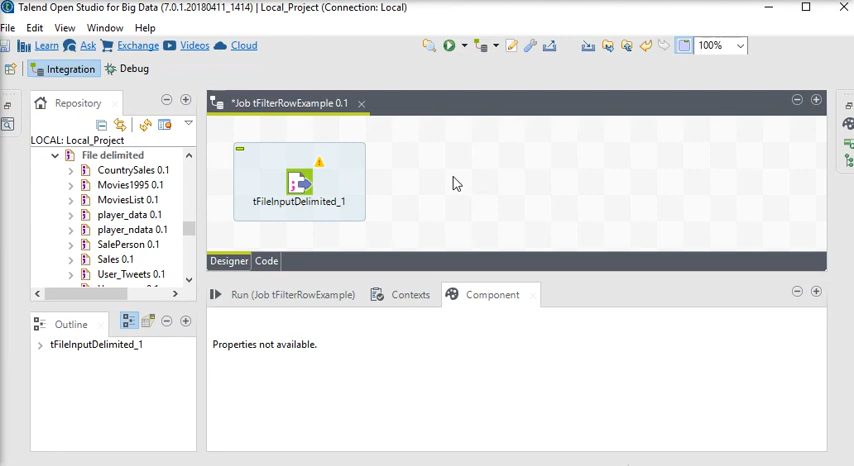 Talend Open Studio for Big Data (7.0.1.20180411_1414) | Local_Project (Connection: Local)
File Edit View Window Help
Learn Ask Exchange Videos Cloud 100%
Integration Debug
Repository
LOCAL: Local_Project
File delimited
CountrySales 0.1
Movies1995 0.1
MoviesList 0.1
player_data 0.1
player_ndata 0.1
SalePerson 0.1
Sales 0.1
User_Tweets 0.1
*Job tFilterRowExample 0.1
tFileInputDelimited_1
Designer Code
Outline
tFileInputDelimited_1
Run (Job tFilterRowExample) Contexts Component
Properties not available.